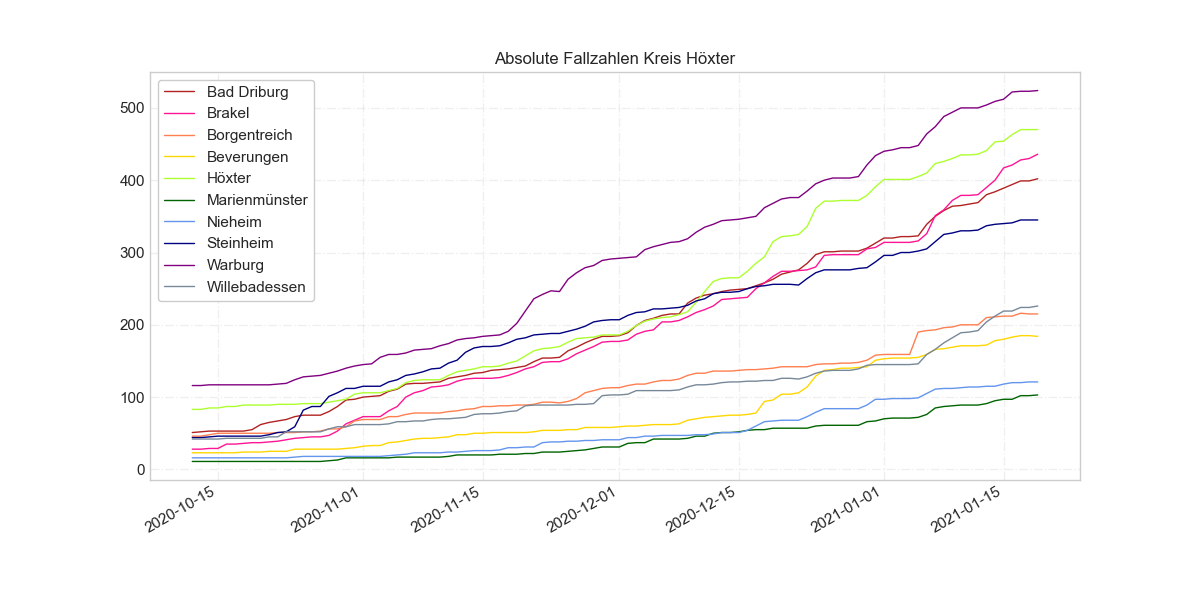 Absolute Fallzahlen Kreis Höxter
Bad Driburg
Brakel
Borgentreich
Beverungen
Höxter
Marienmünster
Nieheim
Steinheim
Warburg
Willebadessen
500
400
300
200
100
0
2020-10-15
2020-11-01
2020-11-15
2020-12-01
2020-12-15
2021-01-01
2021-01-15